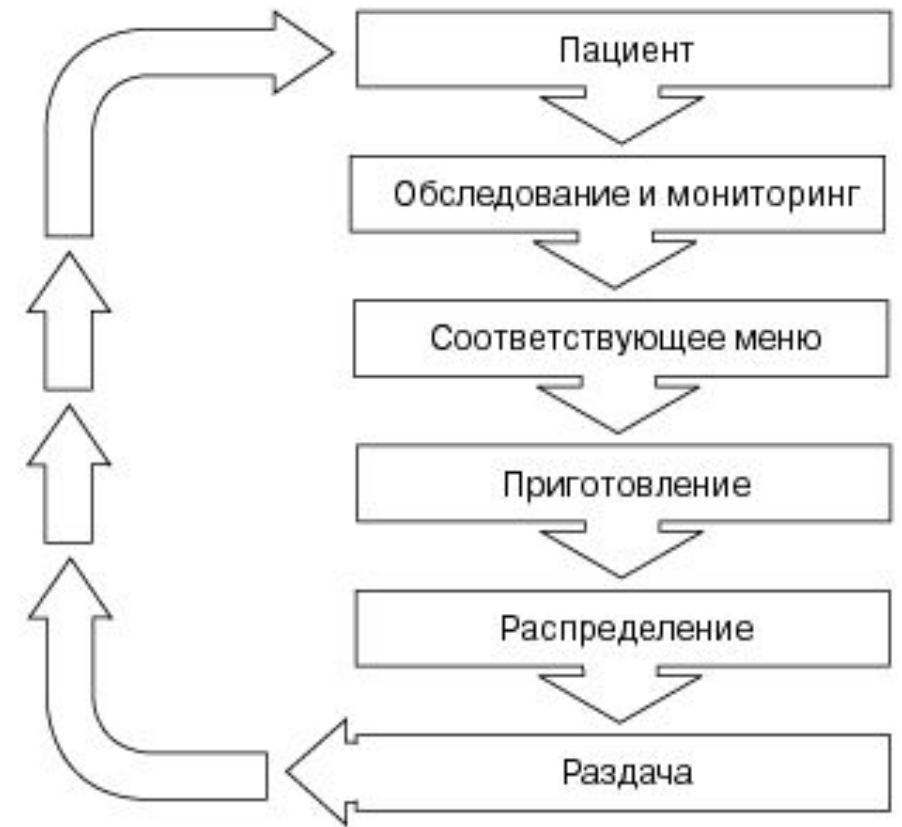 Пациент
Обследование и мониторинг
Соответствующее меню
Приготовление
Распределение
Раздача